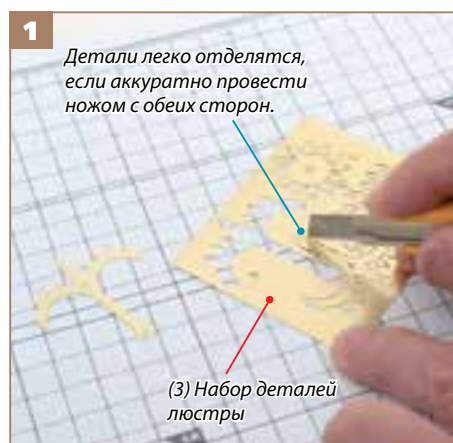 1
Детали легко отделятся,
если аккуратно провести
ножом с обеих сторон.
(3) Набор деталей
люстры